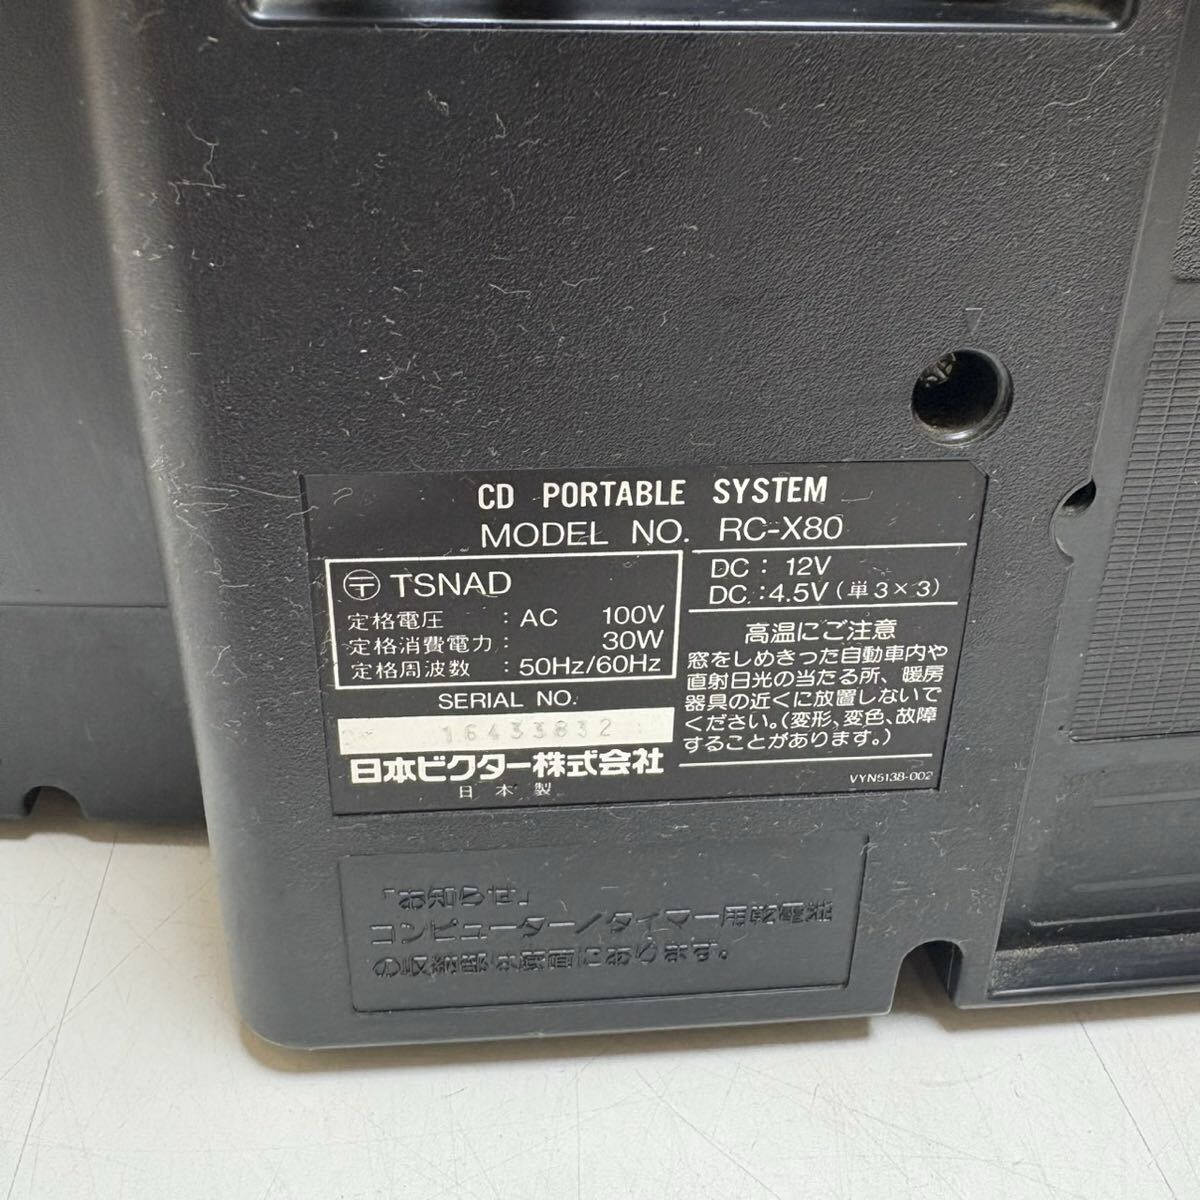 CD PORTABLE SYSTEM
MODEL NO. RC-X80
〒 TSNAD
定格電圧 : AC 100V
定格消費電力 : 30W
定格周波数 : 50Hz/60Hz
SERIAL NO.
16433832
日本ビクター株式会社
日本製
DC : 12V
DC : 4.5V (単3×3)
高温にご注意
窓をしめきった自動車内や
直射日光の当たる所、暖房
器具の近くに放置しないで
ください。(変形、変色、故障
することがあります。)
VYN5138-002
「お知らせ」
コンピューター/タイマー用乾電池
の収納部は底面にあります。